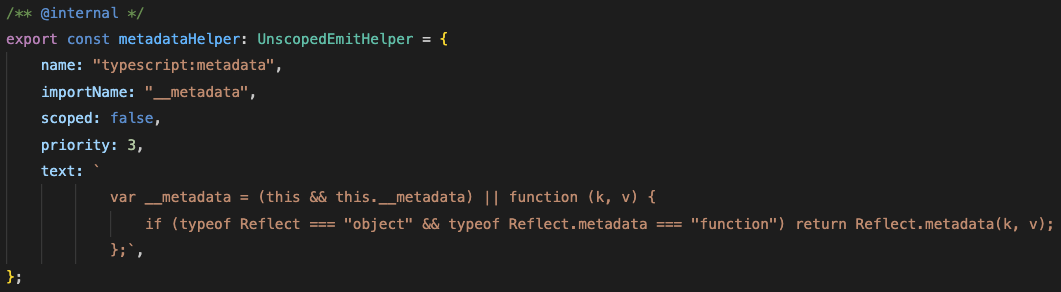 /** @internal */
export const metadataHelper: UnscopedEmitHelper = {
    name: "typescript:metadata",
    importName: "__metadata",
    scoped: false,
    priority: 3,
    text: `
            var __metadata = (this && this.__metadata) || function (k, v) {
                if (typeof Reflect === "object" && typeof Reflect.metadata === "function") return Reflect.metadata(k, v);
            };`,
};